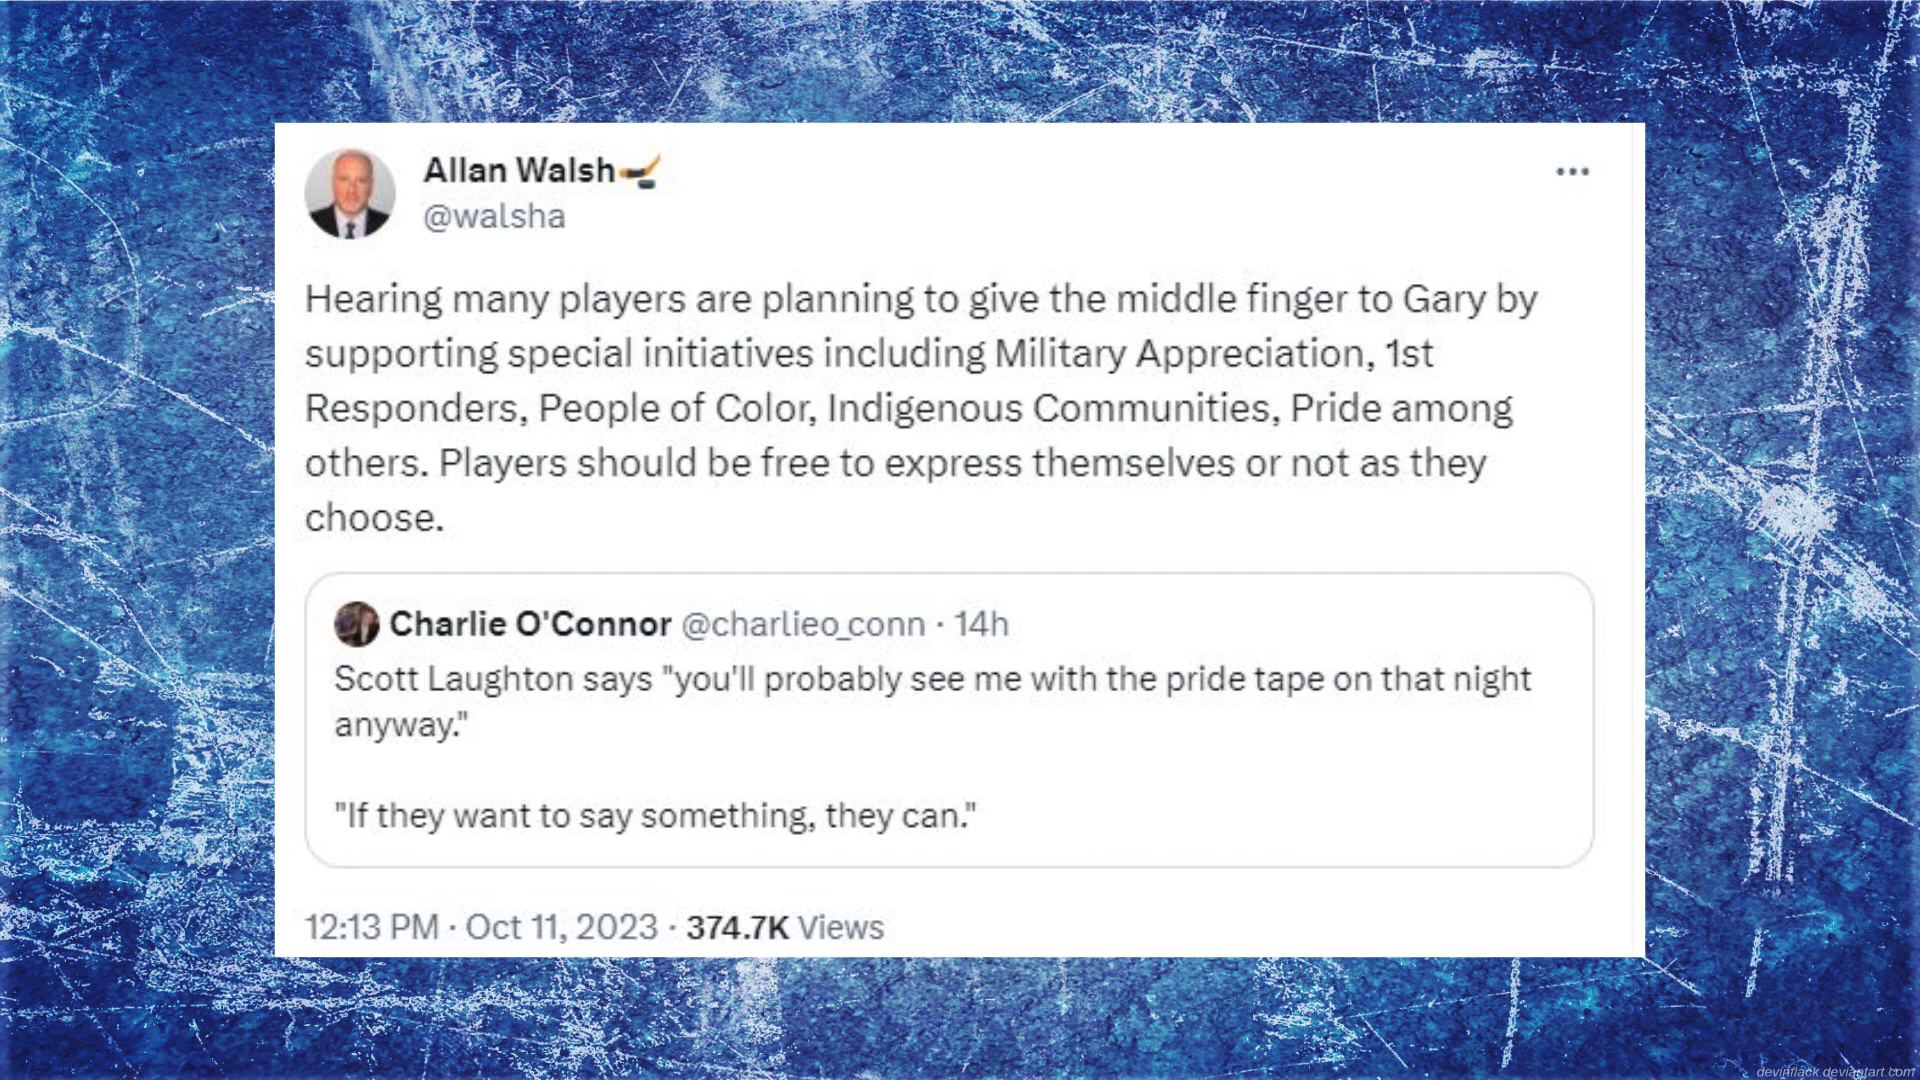 Allan Walsh🏒
@walsha
Hearing many players are planning to give the middle finger to Gary by
supporting special initiatives including Military Appreciation, 1st
Responders, People of Color, Indigenous Communities, Pride among
others. Players should be free to express themselves or not as they
choose.
Charlie O'Connor @charlieo_conn · 14h
Scott Laughton says "you'll probably see me with the pride tape on that night
anyway."
"If they want to say something, they can."
12:13 PM · Oct 11, 2023 · 374.7K Views
devinflack.deviantart.com